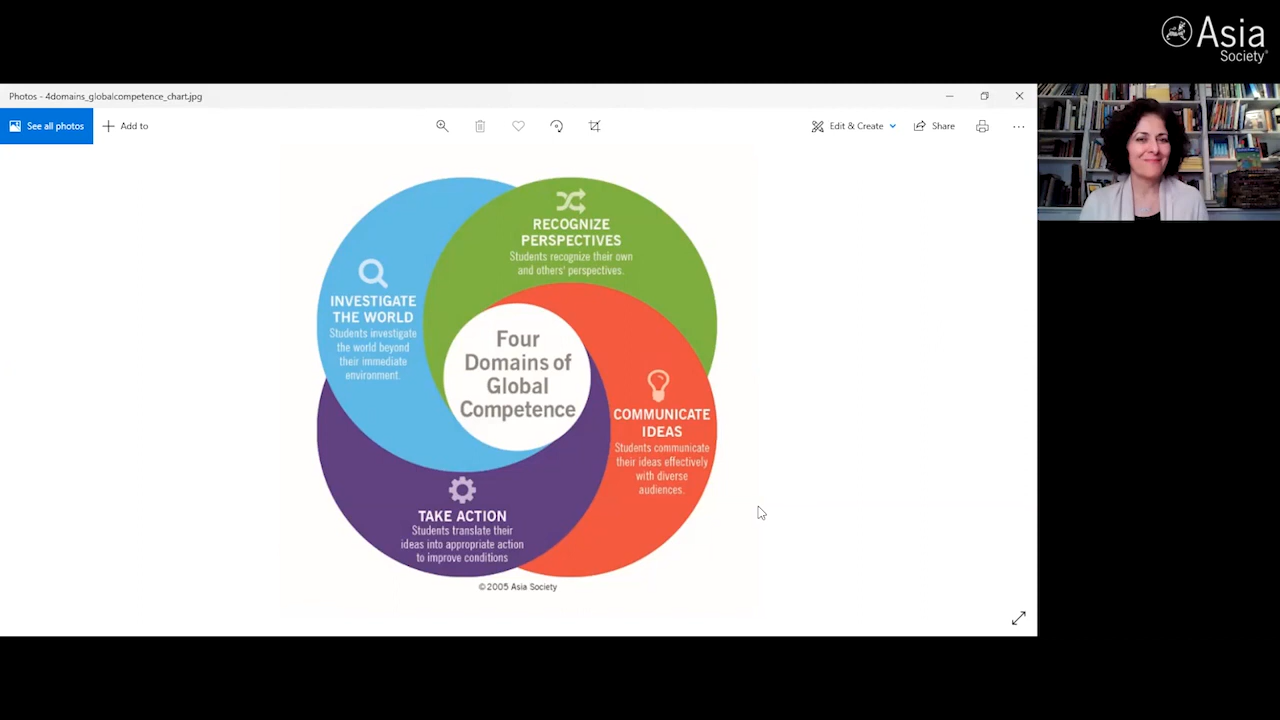 Asia
Society
Photos - 4domains_globalcompetence_chart.jpg
See all photos
Add to
Edit & Create
Share
RECOGNIZE
PERSPECTIVES
Students recognize their own
and others' perspectives.
INVESTIGATE
THE WORLD
Students investigate
the world beyond
their immediate
environment.
Four
Domains of
Global
Competence
COMMUNICATE
IDEAS
Students communicate
their ideas effectively
with diverse
audiences.
TAKE ACTION
Students translate their
ideas into appropriate action
to improve conditions
©2005 Asia Society